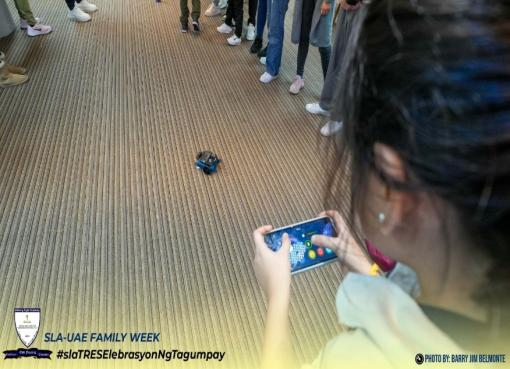 SLA-UAE FAMILY WEEK
#slaTRESElebrasyonNgTagumpay
PHOTO BY: BARRY JIM BELMONTE